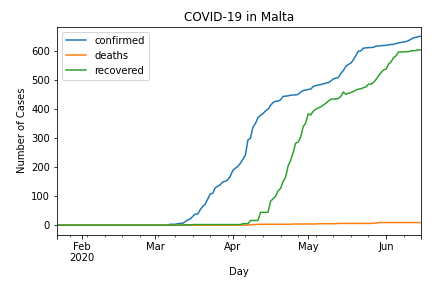 COVID-19 in Malta
confirmed
deaths
recovered
Number of Cases
600
500
400
300
200
100
0
Feb
2020
Mar
Apr
May
Jun
Day